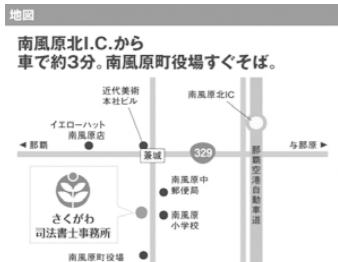 地図
南風原北I.C.から
車で約3分。南風原町役場すぐそば。
近代美術
本社ビル
南風原北IC
イエローハット
南風原店
◀那覇
兼城
329
与那原▶
那覇空港自動車道
南風原中
郵便局
南風原
小学校
さくがわ
司法書士事務所
南風原町役場